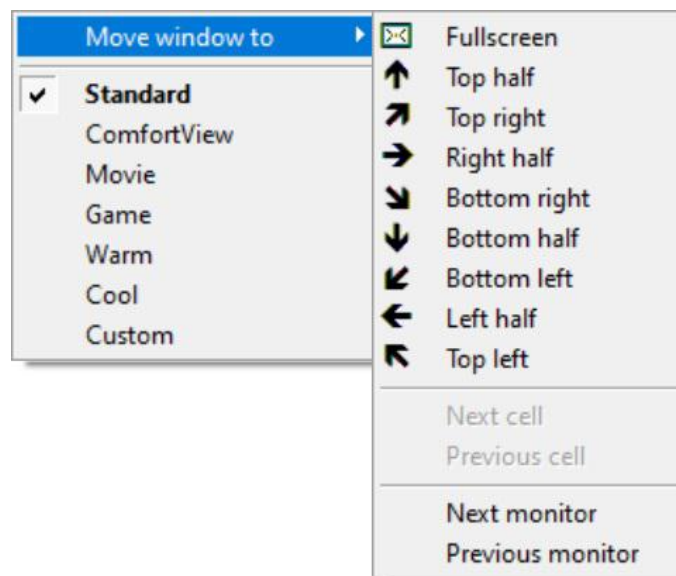 Move window to
Standard
ComfortView
Movie
Game
Warm
Cool
Custom
Fullscreen
Top half
Top right
Right half
Bottom right
Bottom half
Bottom left
Left half
Top left
Next cell
Previous cell
Next monitor
Previous monitor